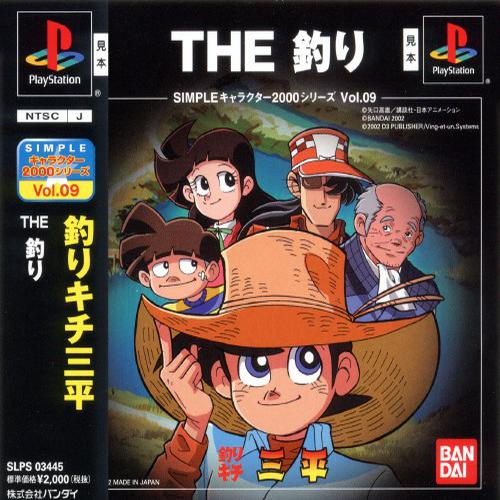 見本
PlayStation
NTSC J
SIMPLE
キャラクター
2000シリーズ
Vol.09
THE 釣り
釣りキチ三平
SLPS 03445
標準価格¥2,000(税抜)
株式会社バンダイ
THE 釣り
見本
PlayStation
SIMPLEキャラクター2000シリーズ Vol.09
©矢口高雄/講談社・日本アニメーション
©BANDAI 2002
©2002 D3 PUBLISHER/Ving-et-un.Systems
釣り
キチ
三平
BAN
DAI
2 MADE IN JAPAN